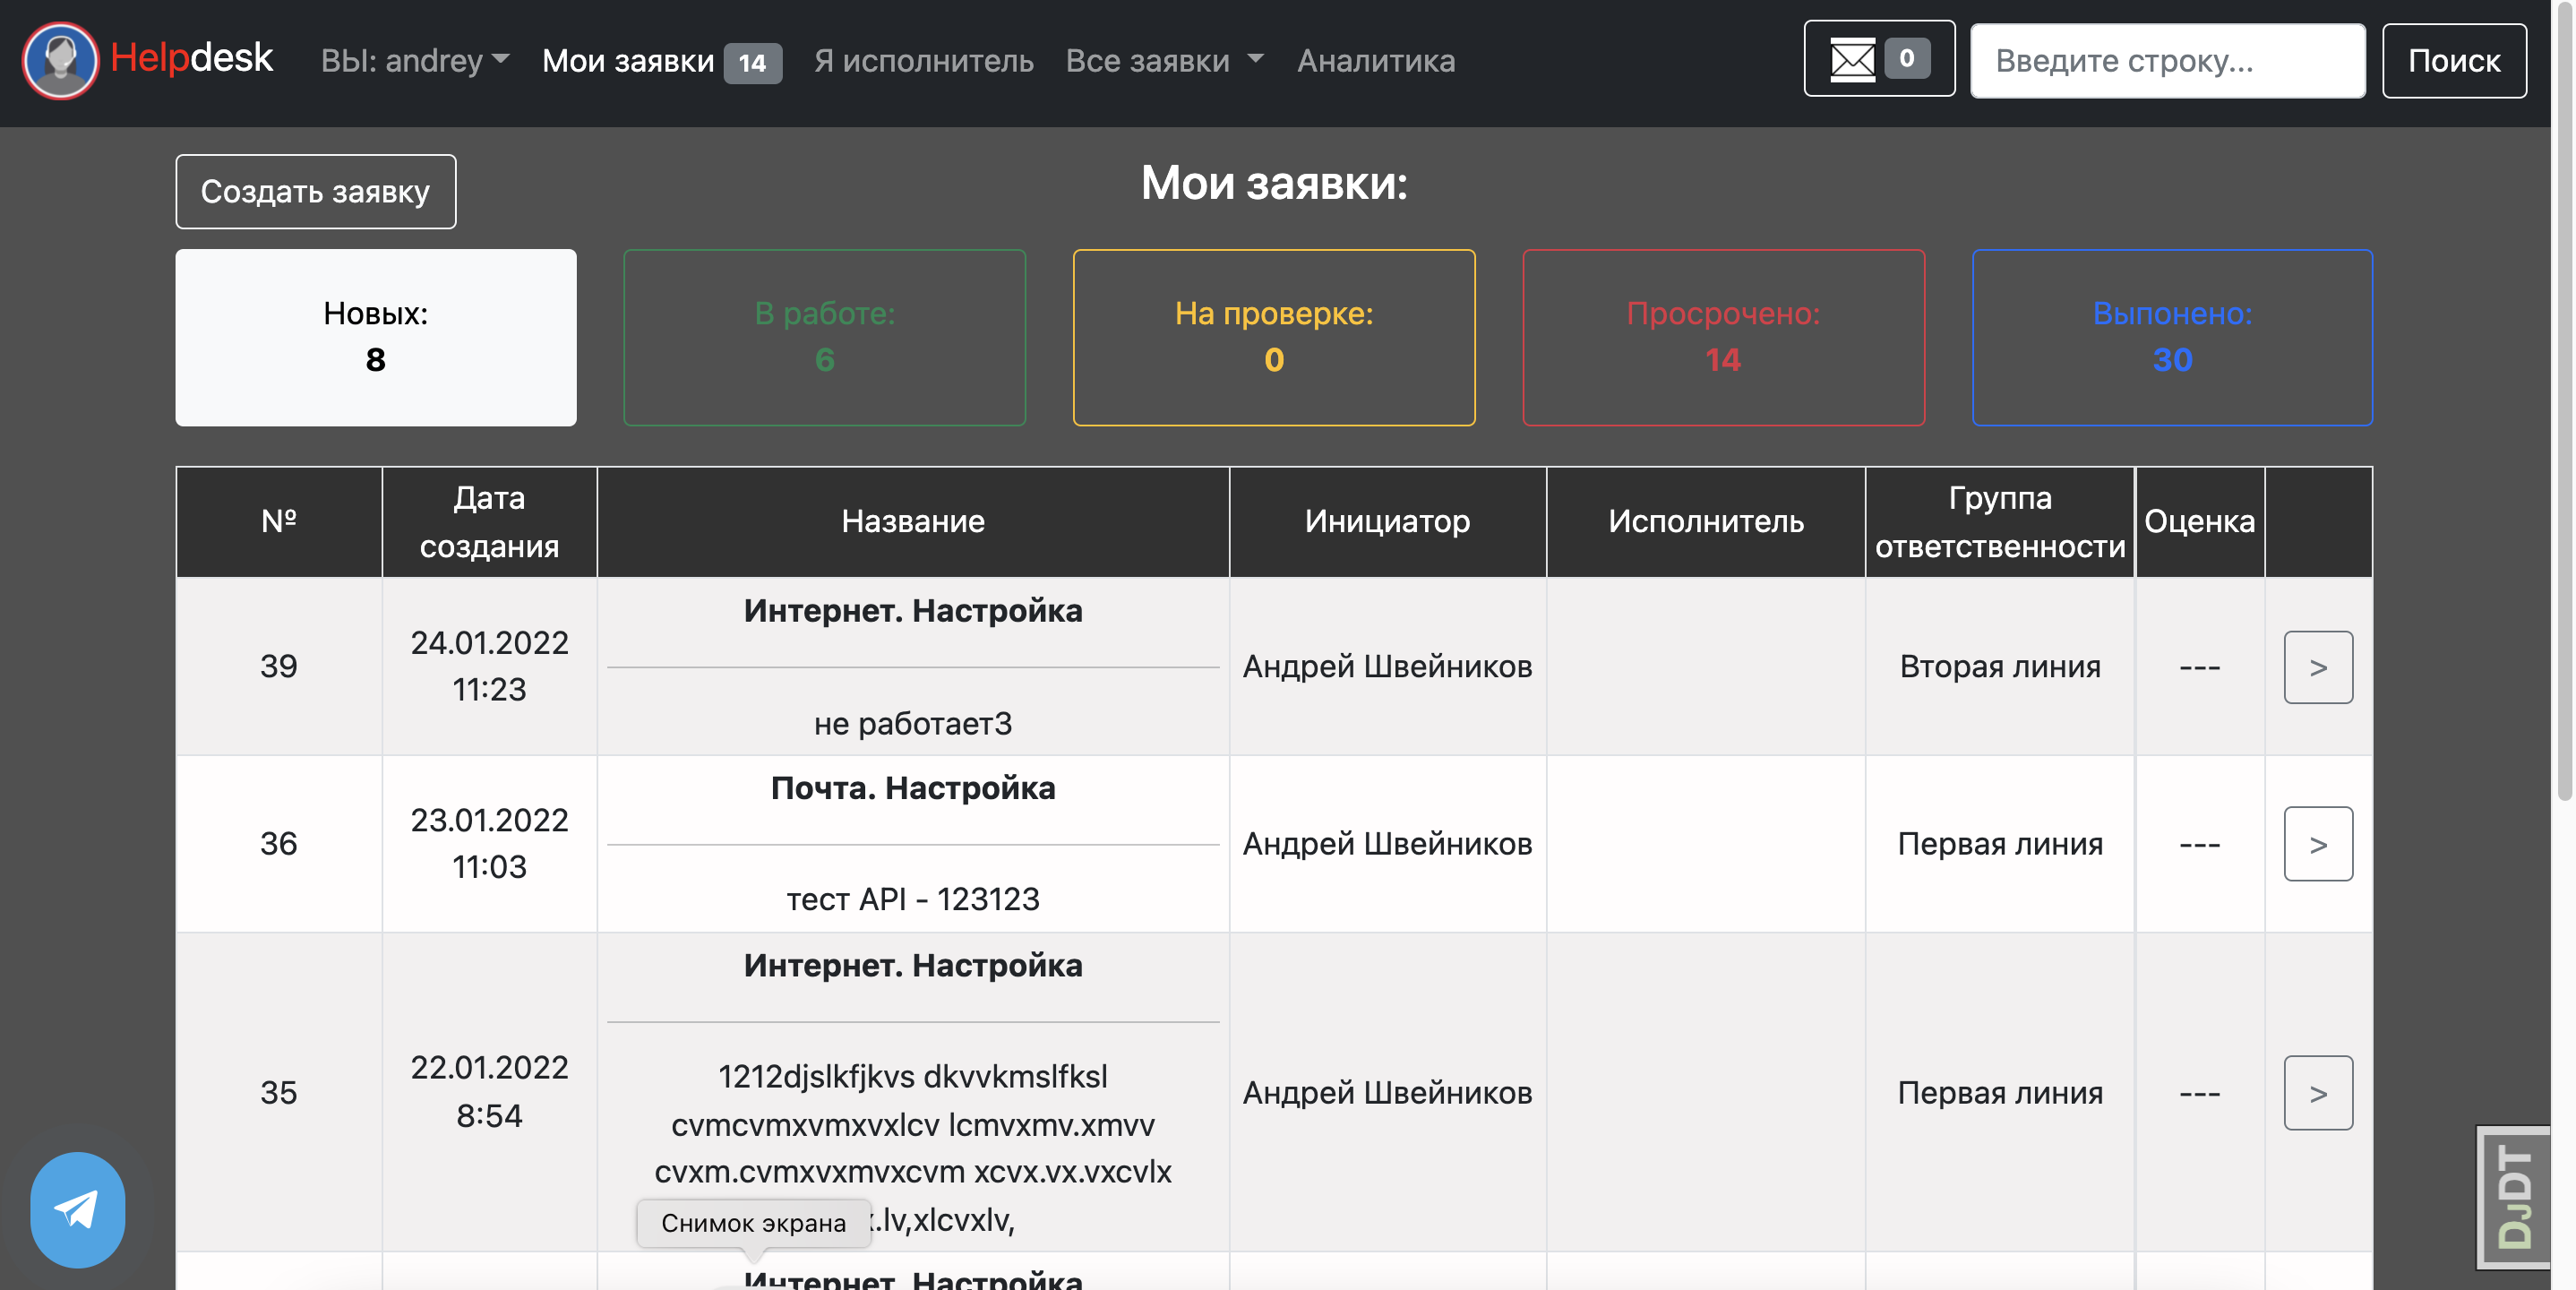 Helpdesk ВЫ: andrey Мои заявки 14 Я исполнитель Все заявки Аналитика 0 Введите строку... Поиск
Создать заявку
Мои заявки:
Новых:
8
В работе:
6
На проверке:
0
Просрочено:
14
Выпонено:
30
№ Дата создания Название Инициатор Исполнитель Группа ответственности Оценка
39
24.01.2022
11:23
Интернет. Настройка
не работает3
Андрей Швейников
Вторая линия
---
>
36
23.01.2022
11:03
Почта. Настройка
тест API - 123123
Андрей Швейников
Первая линия
---
>
35
22.01.2022
8:54
Интернет. Настройка
1212djslkfjkvs dkvvkmslfksl
cvmcvmxvmxvxlcv lcmvxmv.xmvv
cvxm.cvmxvxmvxcvm xcvx.vx.vxcvlx
.lv,xlcvxlv,
Андрей Швейников
Первая линия
---
>
Снимок экрана
Интернет. Настройка
DJDT